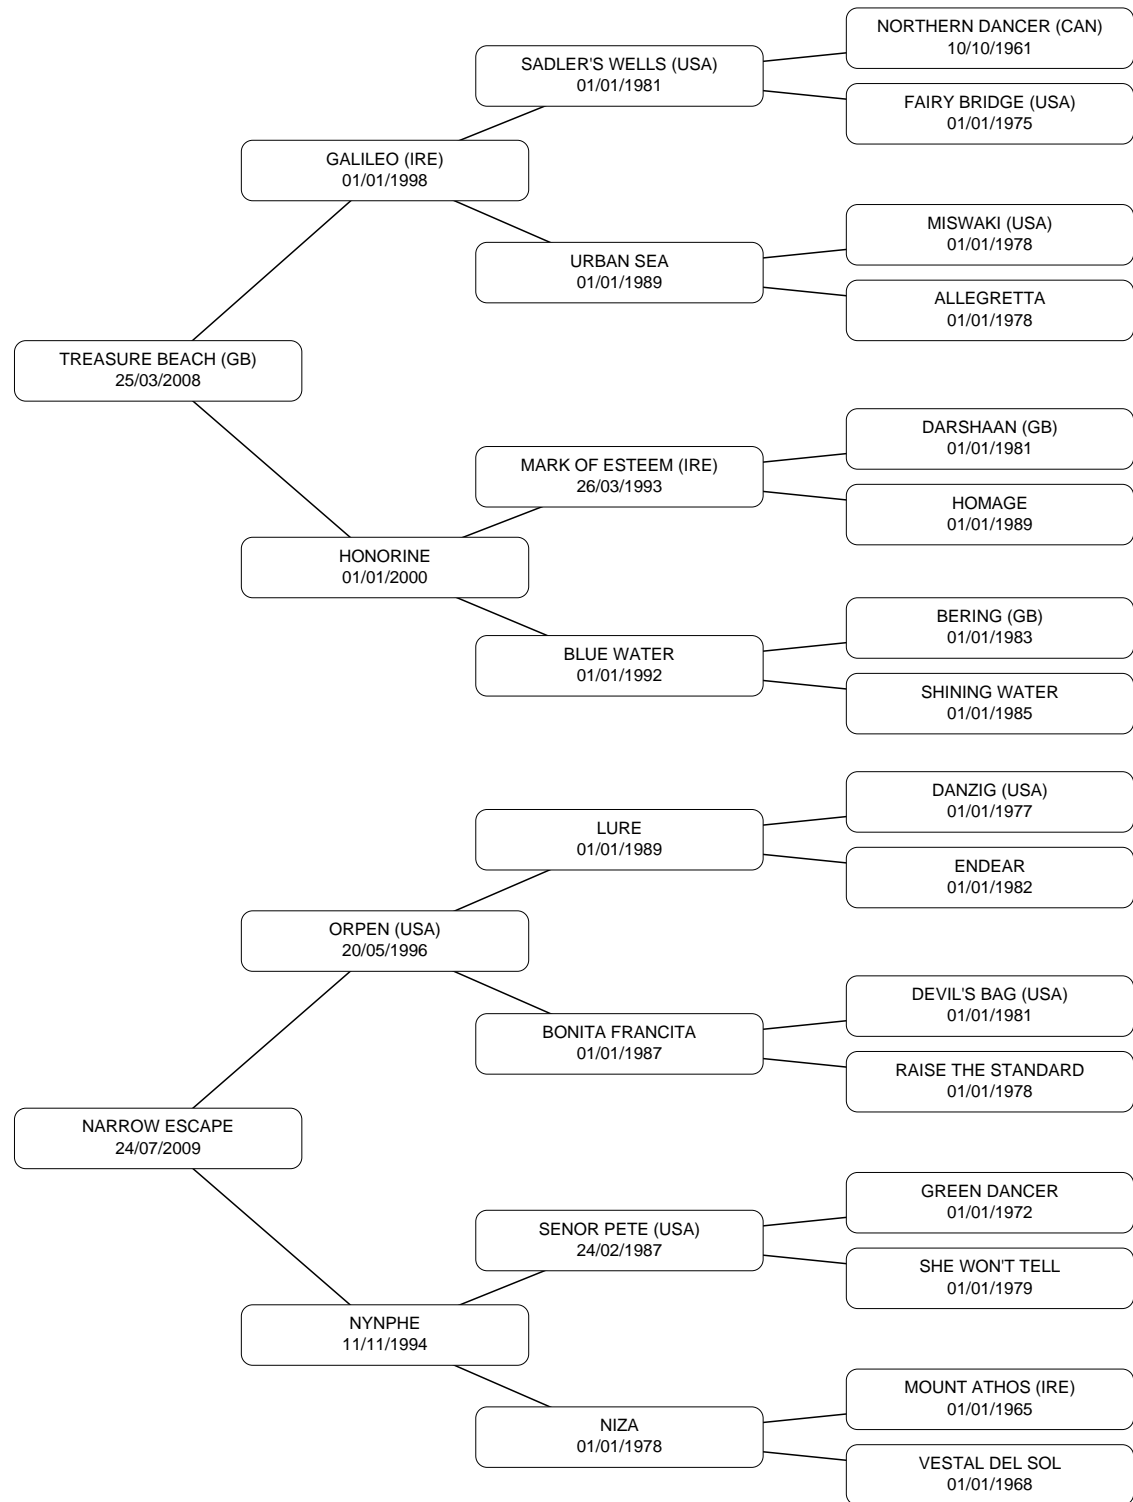 NORTHERN DANCER (CAN)
10/10/1961
SADLER'S WELLS (USA)
01/01/1981
FAIRY BRIDGE (USA)
01/01/1975
GALILEO (IRE)
01/01/1998
MISWAKI (USA)
01/01/1978
URBAN SEA
01/01/1989
ALLEGRETTA
01/01/1978
TREASURE BEACH (GB)
25/03/2008
DARSHAAN (GB)
01/01/1981
MARK OF ESTEEM (IRE)
26/03/1993
HOMAGE
01/01/1989
HONORINE
01/01/2000
BERING (GB)
01/01/1983
BLUE WATER
01/01/1992
SHINING WATER
01/01/1985
DANZIG (USA)
01/01/1977
LURE
01/01/1989
ENDEAR
01/01/1982
ORPEN (USA)
20/05/1996
DEVIL'S BAG (USA)
01/01/1981
BONITA FRANCITA
01/01/1987
RAISE THE STANDARD
01/01/1978
NARROW ESCAPE
24/07/2009
GREEN DANCER
01/01/1972
SENOR PETE (USA)
24/02/1987
SHE WON'T TELL
01/01/1979
NYNPHE
11/11/1994
MOUNT ATHOS (IRE)
01/01/1965
NIZA
01/01/1978
VESTAL DEL SOL
01/01/1968